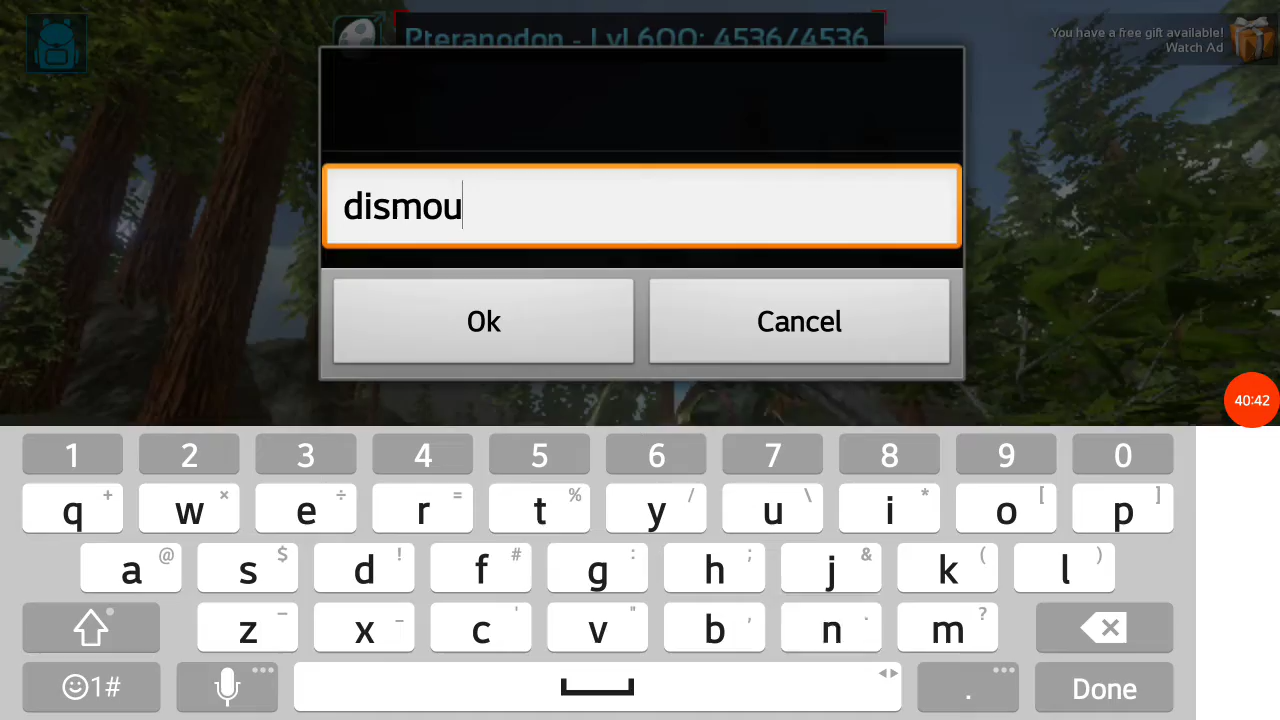 Pteranodon - Lvl 600: 4536/4536
You have a free gift available!
Watch Ad
dismou
Ok Cancel
40:42
1 2 3 4 5 6 7 8 9 0
q + w × e ÷ r = t % y / u \ i * o [ p ]
a @ s $ d ! f # g : h ; j & k ( l )
z _ x - c ' v " b , n . m ?
1# . Done